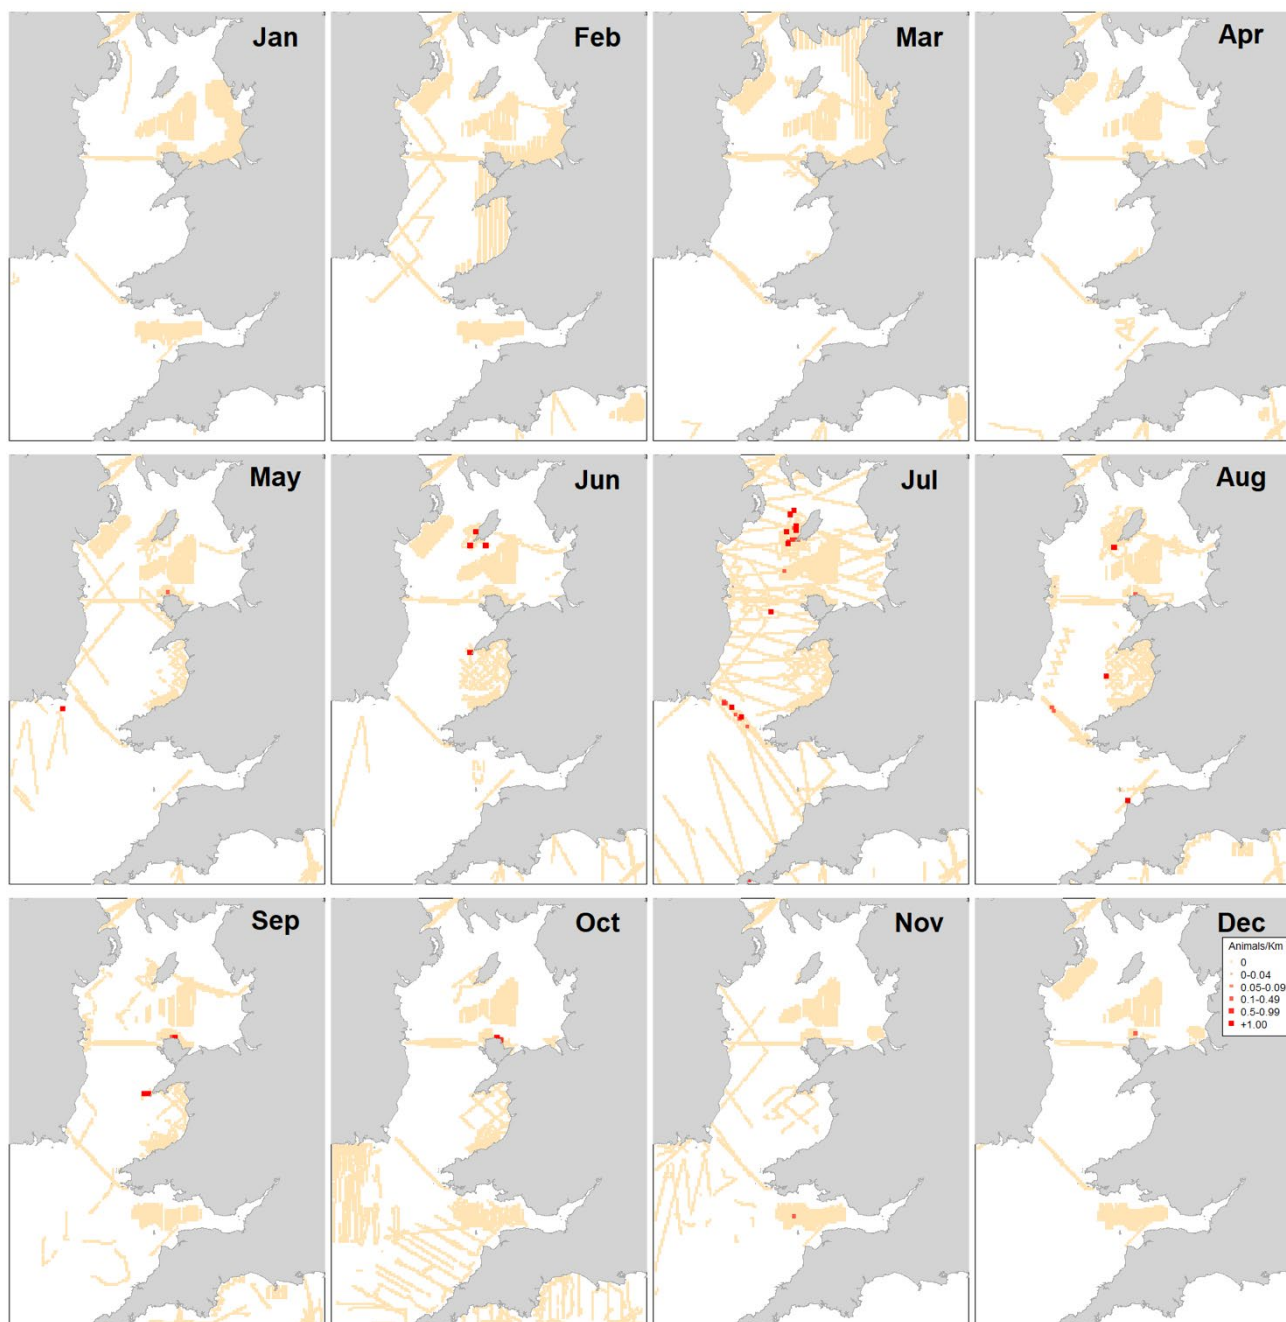 Jan
Feb
Mar
Apr
May
Jun
Jul
Aug
Sep
Oct
Nov
Dec
Animals/Km
0
0-0.04
0.05-0.09
0.1-0.49
0.5-0.99
+1.00